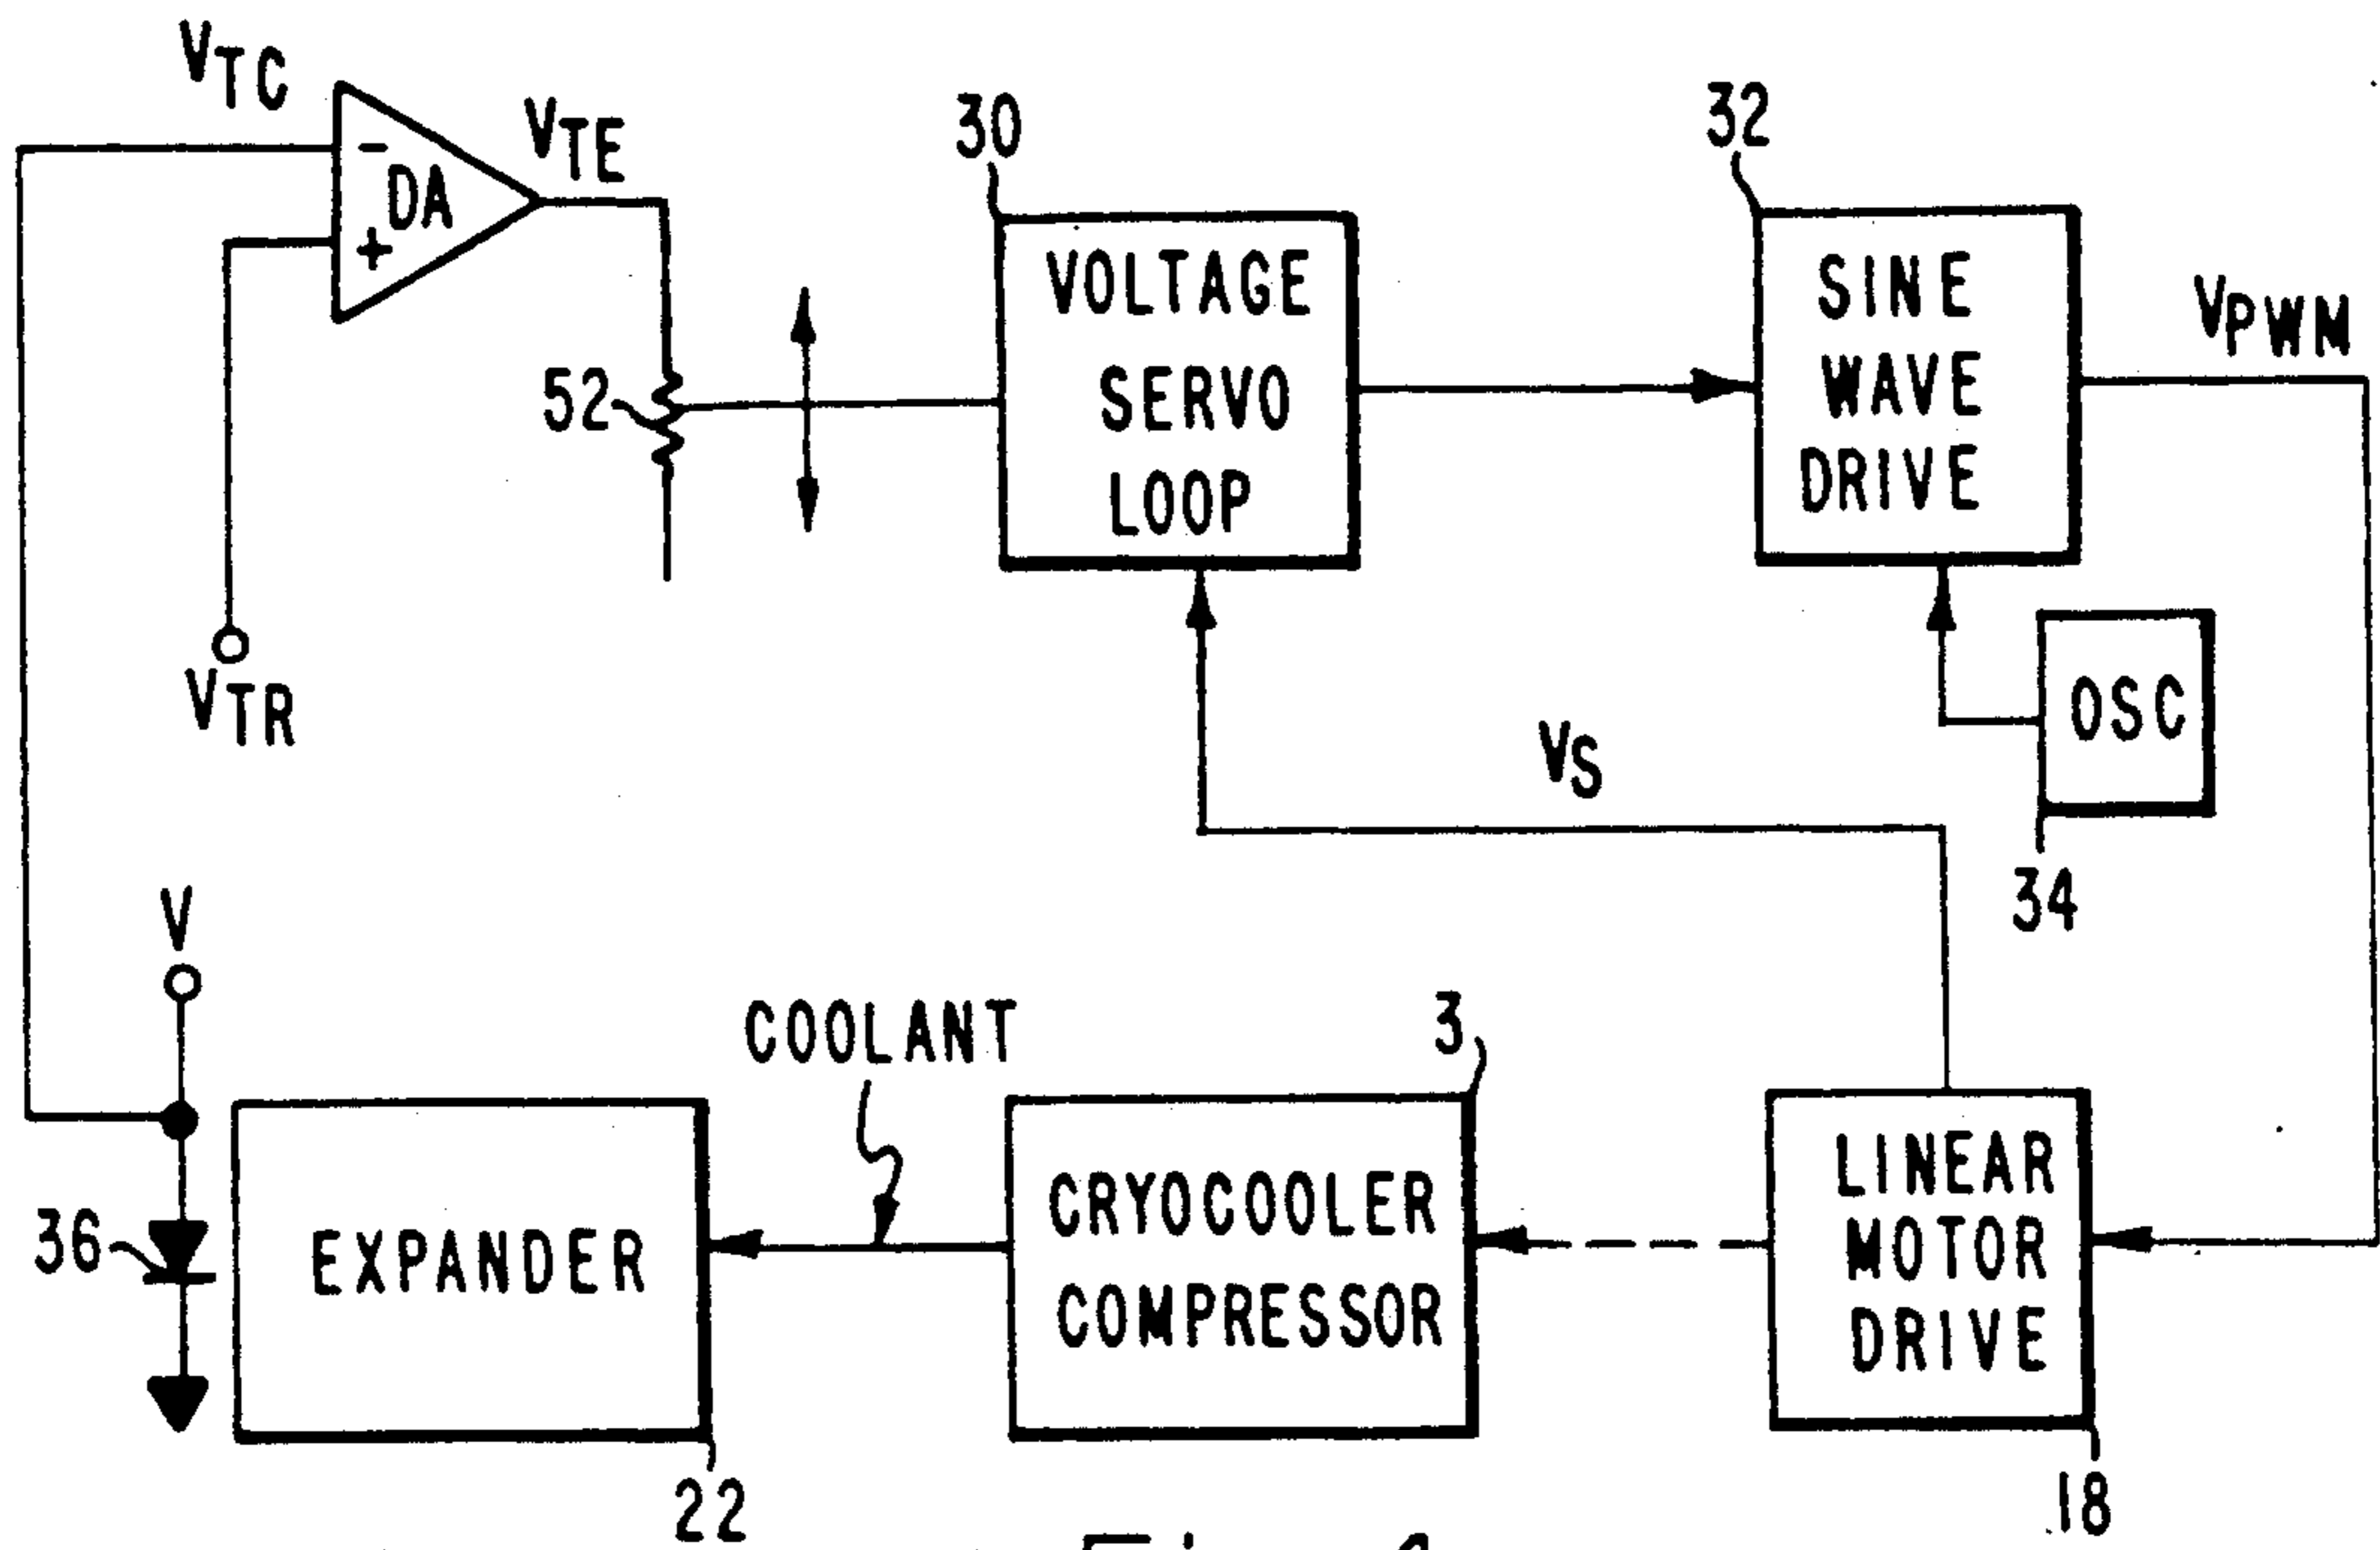 VTC
VTE
- DA
+
30
32
VOLTAGE
SERVO
LOOP
SINE
WAVE
DRIVE
VPWN
52
VTR
OSC
VS
34
V
COOLANT
3
36
EXPANDER
CRYOCOOLER
COMPRESSOR
LINEAR
MOTOR
DRIVE
22
18